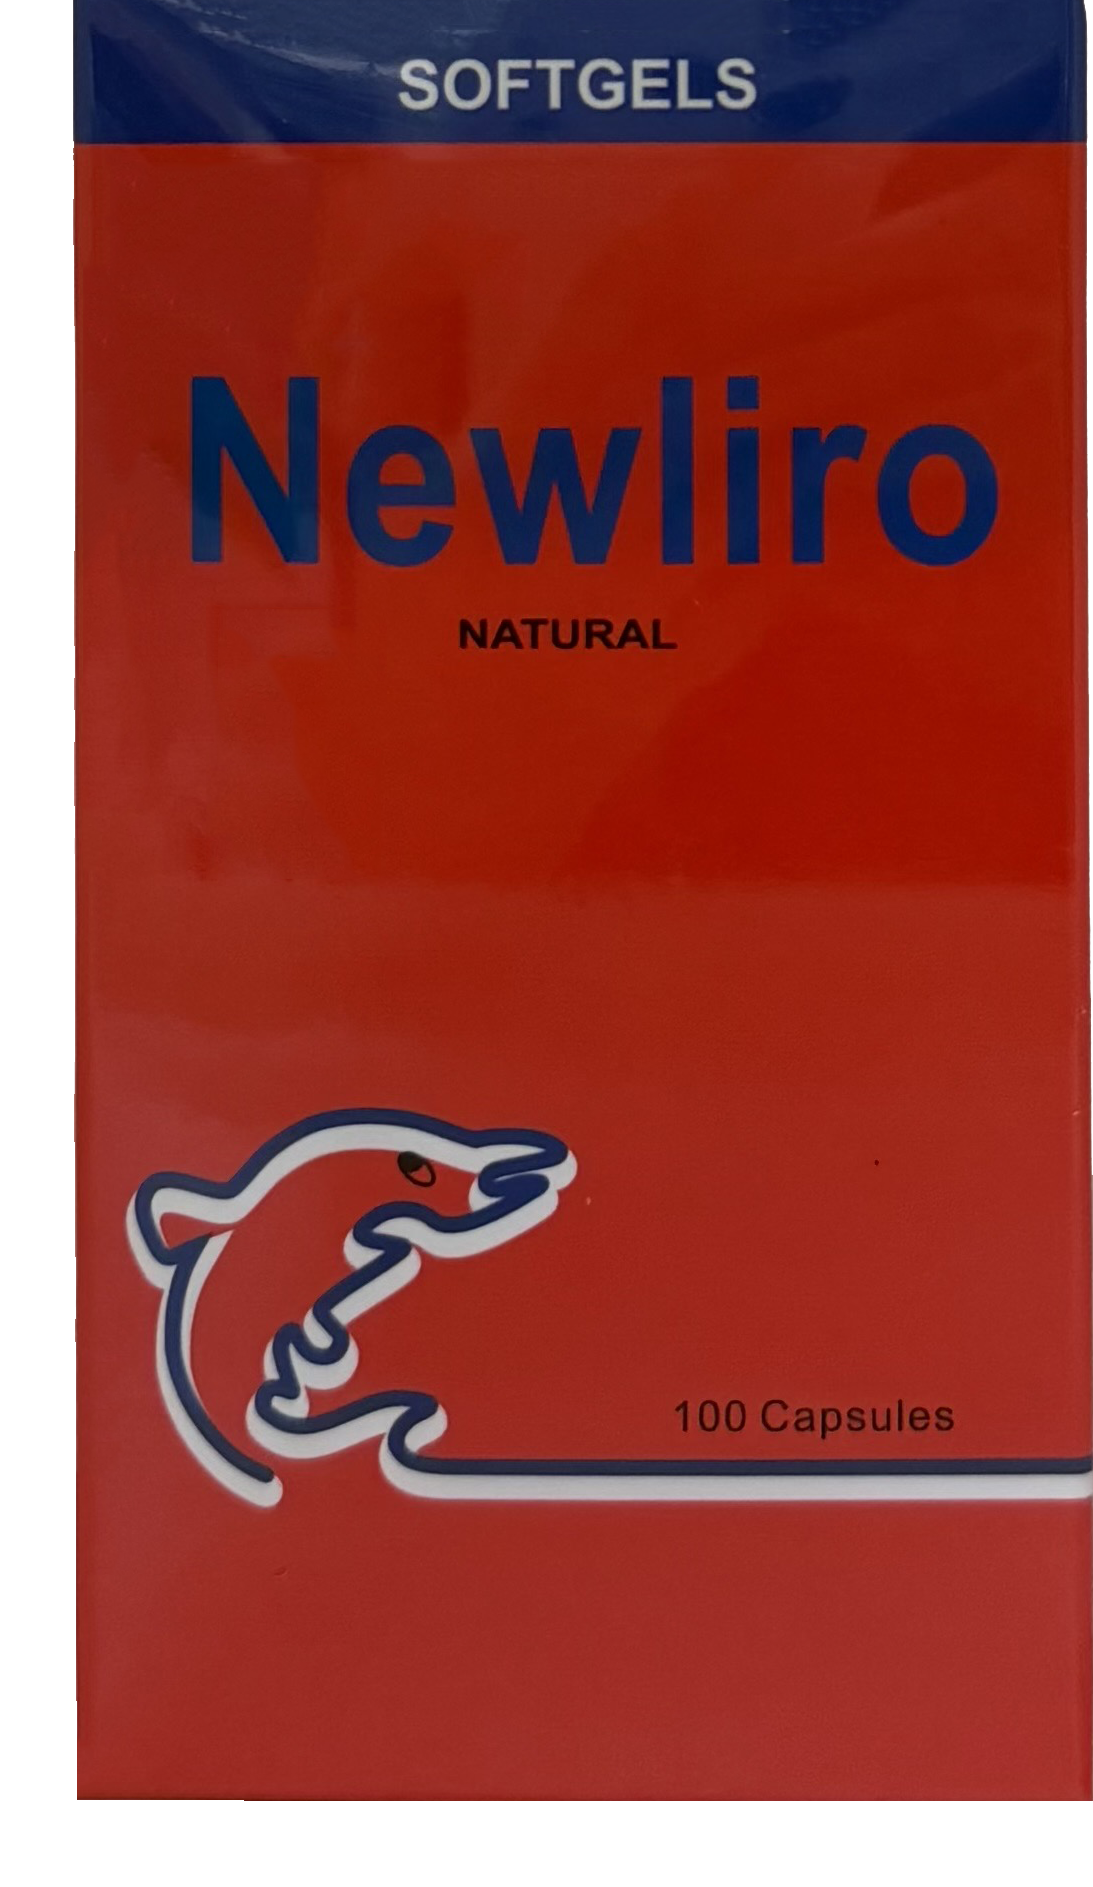 SOFTGELS
Newliro
NATURAL
100 Capsules